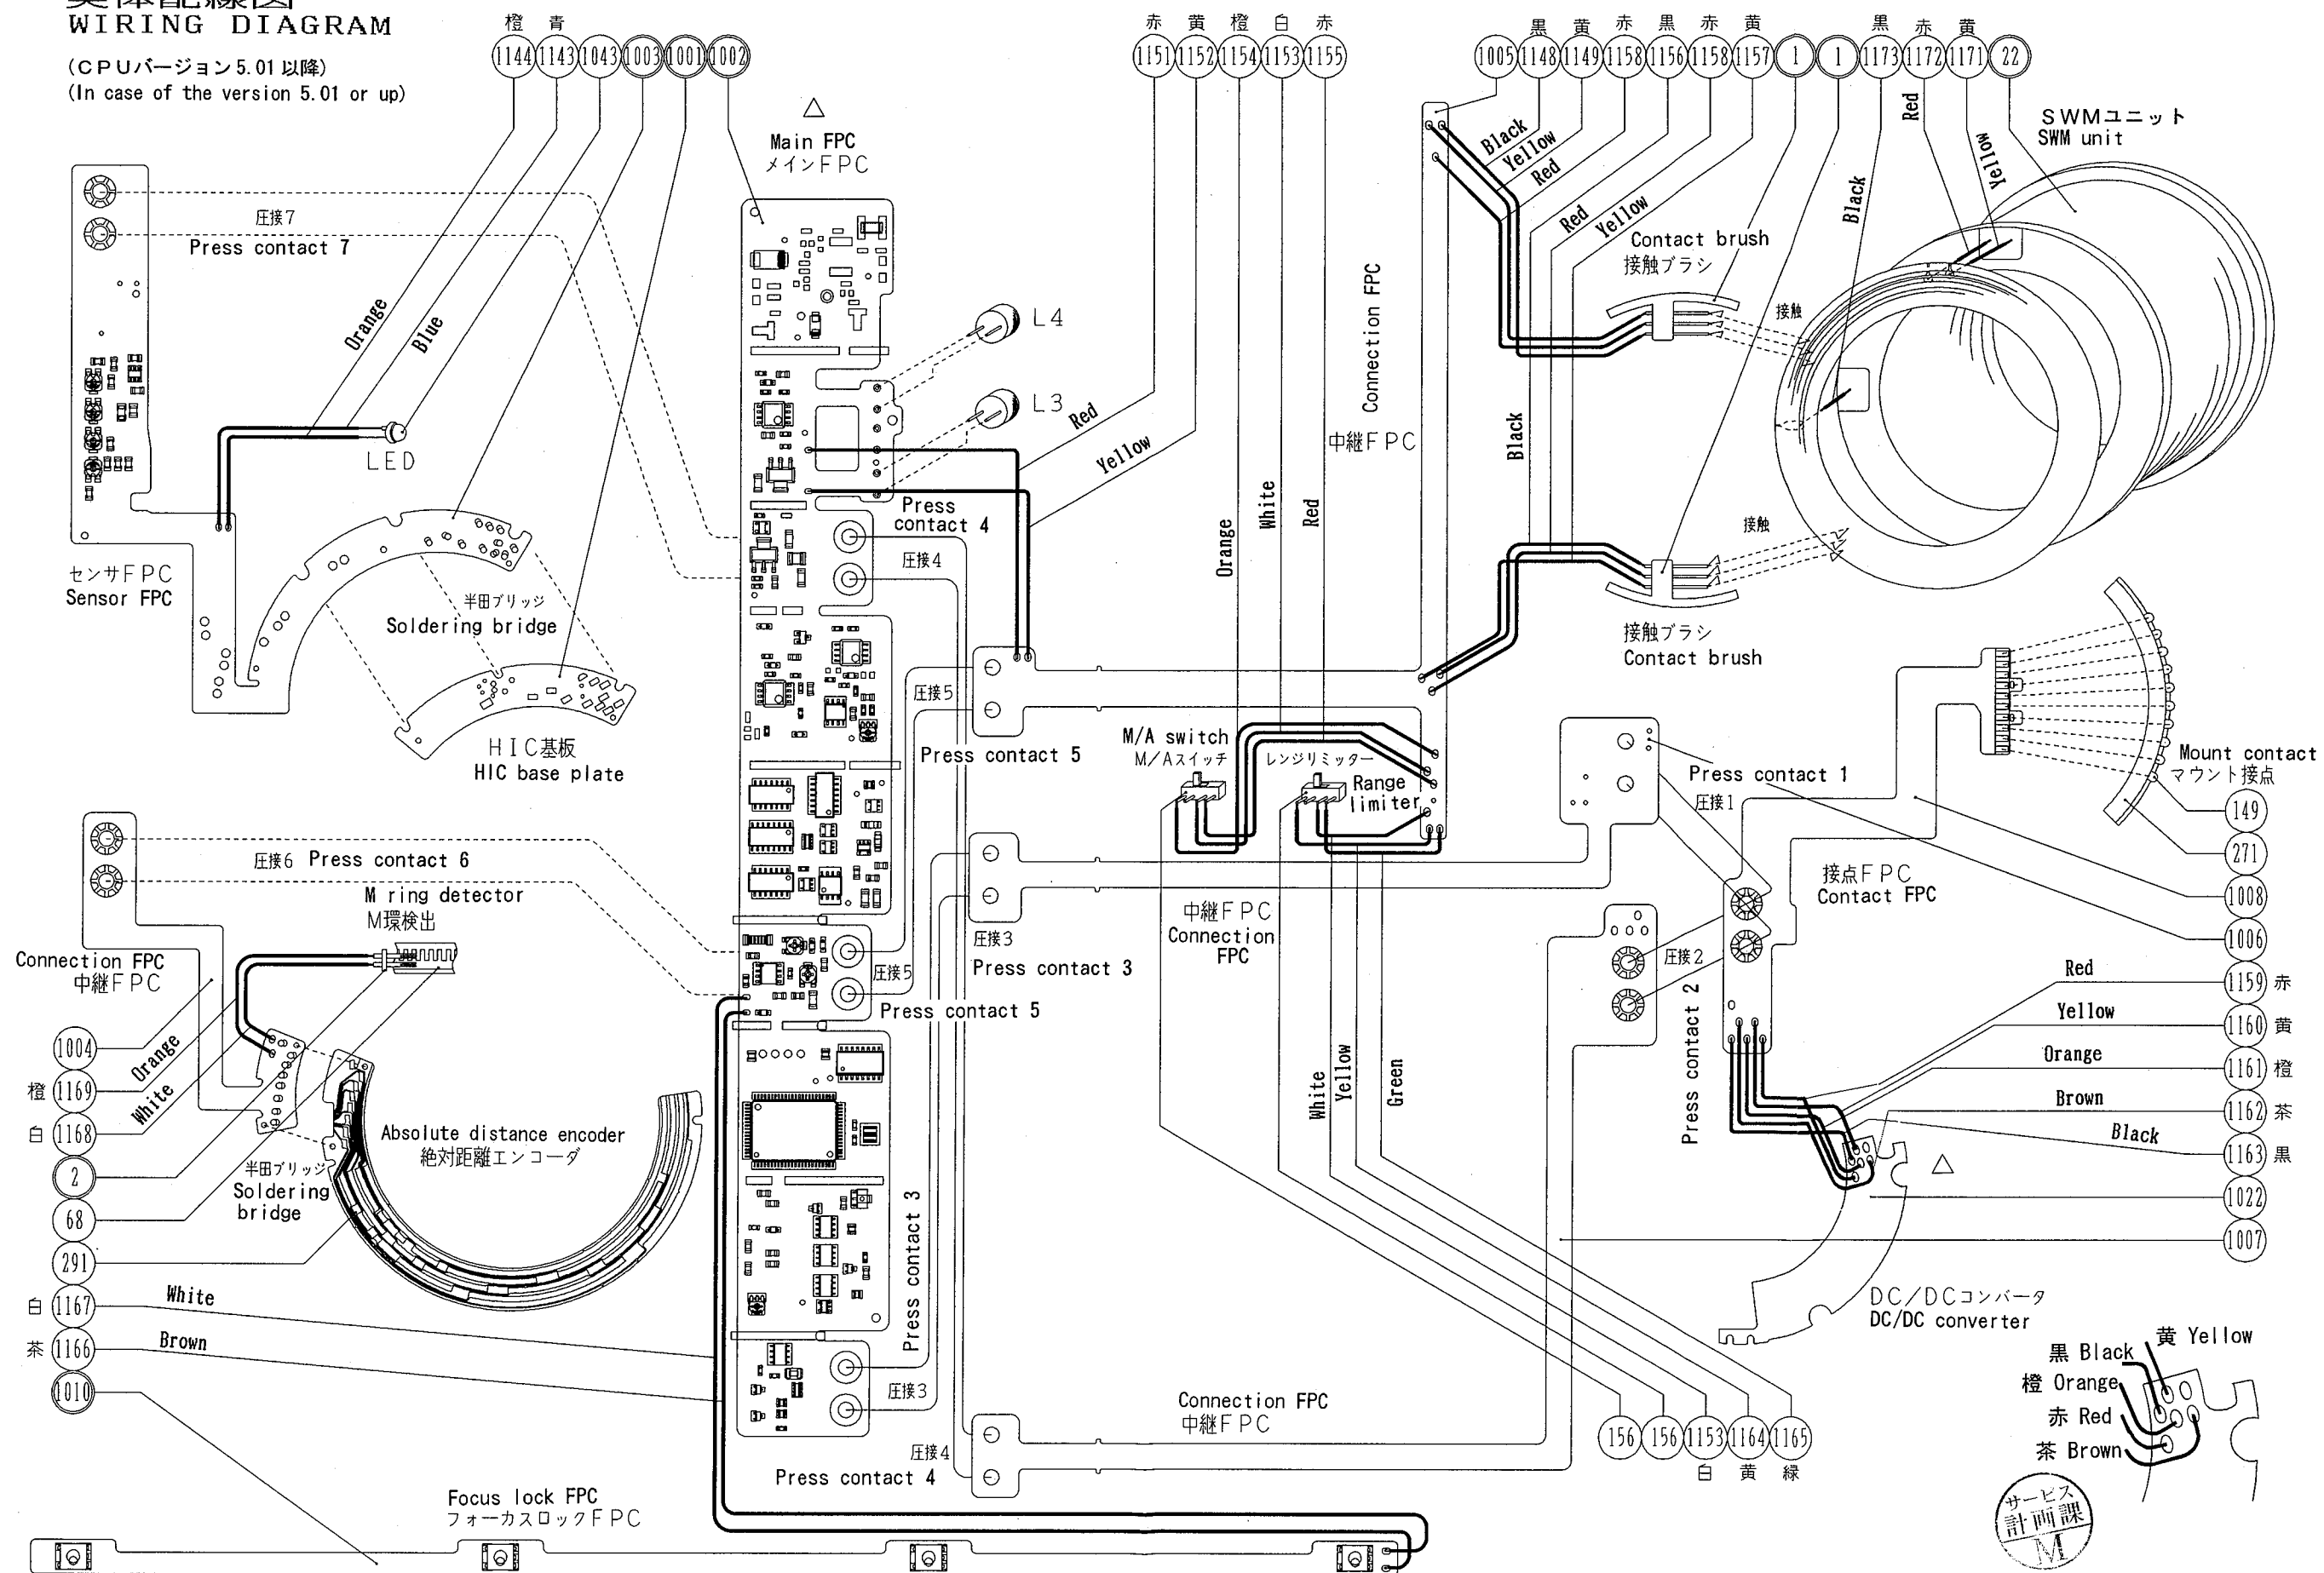 実体配線図
WIRING DIAGRAM
(CPUバージョン5.01以降)
(In case of the version 5.01 or up)
橙 青
1144 1143 1043 1003 1001 1002
赤 黄 橙 白 赤
1151 1152 1154 1153 1155
黒 黄 赤 黒 赤 黄 黒 赤 黄
1005 1148 1149 1158 1156 1158 1157 1 1 1173 1172 1171 22
Main FPC
メインFPC
圧接7
Press contact 7
Orange
Blue
LED
センサFPC
Sensor FPC
半田ブリッジ
Soldering bridge
HIC基板
HIC base plate
L4
L3
Red
Yellow
Press
contact 4
圧接4
圧接5
Press contact 5
Orange
White
Red
Connection FPC
中継FPC
Black
Yellow
Red
Red
Yellow
Black
Contact brush
接触ブラシ
接触
接触
接触ブラシ
Contact brush
Black
Red
Yellow
SWMユニット
SWM unit
M/A switch
M/Aスイッチ
レンジリミッター
Range
limiter
Press contact 1
圧接1
Mount contact
マウント接点
149
271
1008
1006
1159 赤
1160 黄
1161 橙
1162 茶
1163 黒
1022
1007
接点FPC
Contact FPC
Red
Yellow
Orange
Brown
Black
圧接2
Press contact 2
DC/DCコンバータ
DC/DC converter
黄 Yellow
黒 Black
橙 Orange
赤 Red
茶 Brown
サービス
計画課
M
圧接6 Press contact 6
M ring detector
M環検出
Connection FPC
中継FPC
Orange
White
1004
橙 1169
白 1168
2
68
291
白 1167
茶 1166
1010
Absolute distance encoder
絶対距離エンコーダ
半田ブリッジ
Soldering
bridge
White
Brown
圧接5
Press contact 5
圧接3
Press contact 3
中継FPC
Connection
FPC
White
Yellow
Green
Press contact 3
圧接3
圧接4
Press contact 4
Connection FPC
中継FPC
156 156 1153 1164 1165
白 黄 緑
Focus lock FPC
フォーカスロックFPC